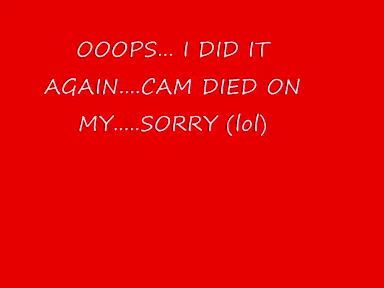 OOOPS... I DID IT
AGAIN....CAM DIED ON
MY.....SORRY (lol)